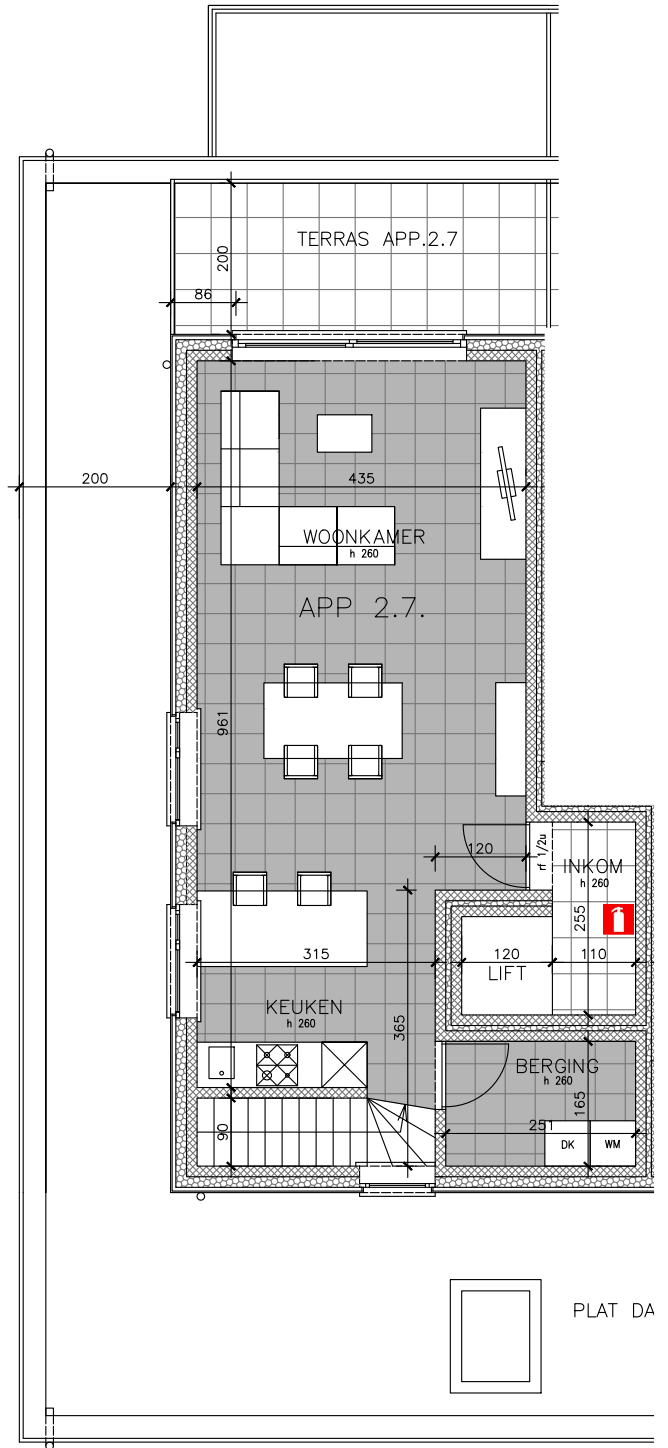 TERRAS APP.2.7
200
86
200
435
WOONKAMER
h 260
APP 2.7.
961
120
rf 1/2u
INKOM
h 260
255
315
120
110
LIFT
KEUKEN
h 260
365
BERGING
h 260
165
251
90
DK
WM
PLAT DA